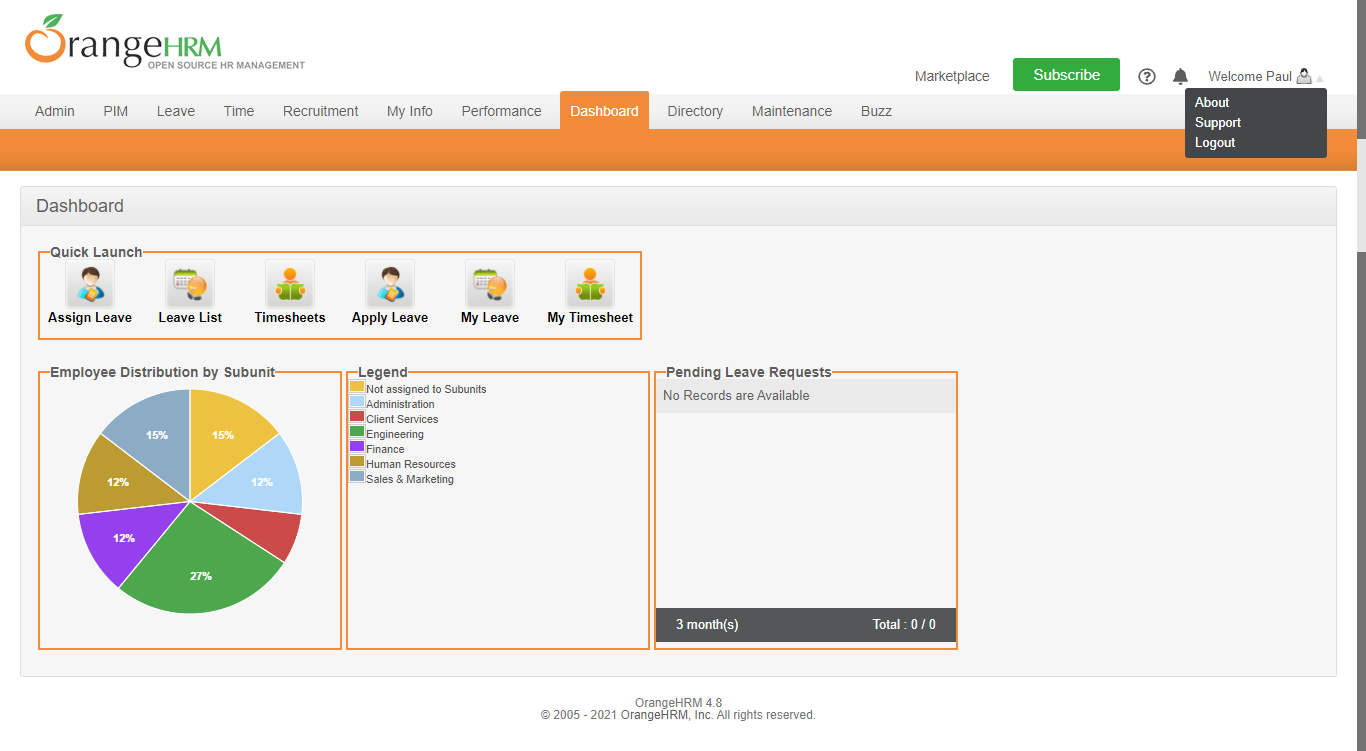 OrangeHRM
OPEN SOURCE HR MANAGEMENT
Marketplace
Subscribe
?
Welcome Paul
About
Support
Logout
Admin
PIM
Leave
Time
Recruitment
My Info
Performance
Dashboard
Directory
Maintenance
Buzz
Dashboard
Quick Launch
Assign Leave
Leave List
Timesheets
Apply Leave
My Leave
My Timesheet
Employee Distribution by Subunit
15%
15%
12%
12%
12%
27%
Legend
Not assigned to Subunits
Administration
Client Services
Engineering
Finance
Human Resources
Sales & Marketing
Pending Leave Requests
No Records are Available
3 month(s)
Total : 0 / 0
OrangeHRM 4.8
© 2005 - 2021 OrangeHRM, Inc. All rights reserved.